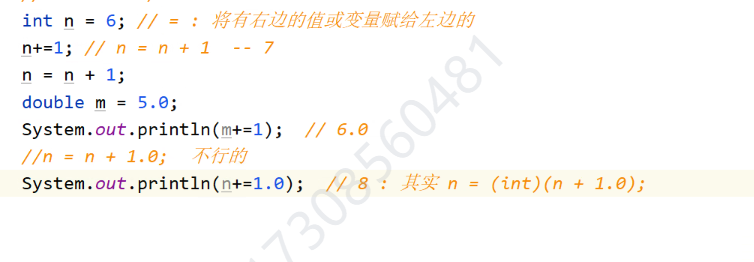 int n = 6; // = : 将有右边的值或变量赋给左边的
n+=1; // n = n + 1  -- 7
n = n + 1;
double m = 5.0;
System.out.println(m+=1);  // 6.0
//n = n + 1.0;  不行的
System.out.println(n+=1.0);  // 8 : 其实 n = (int)(n + 1.0);
17308560481